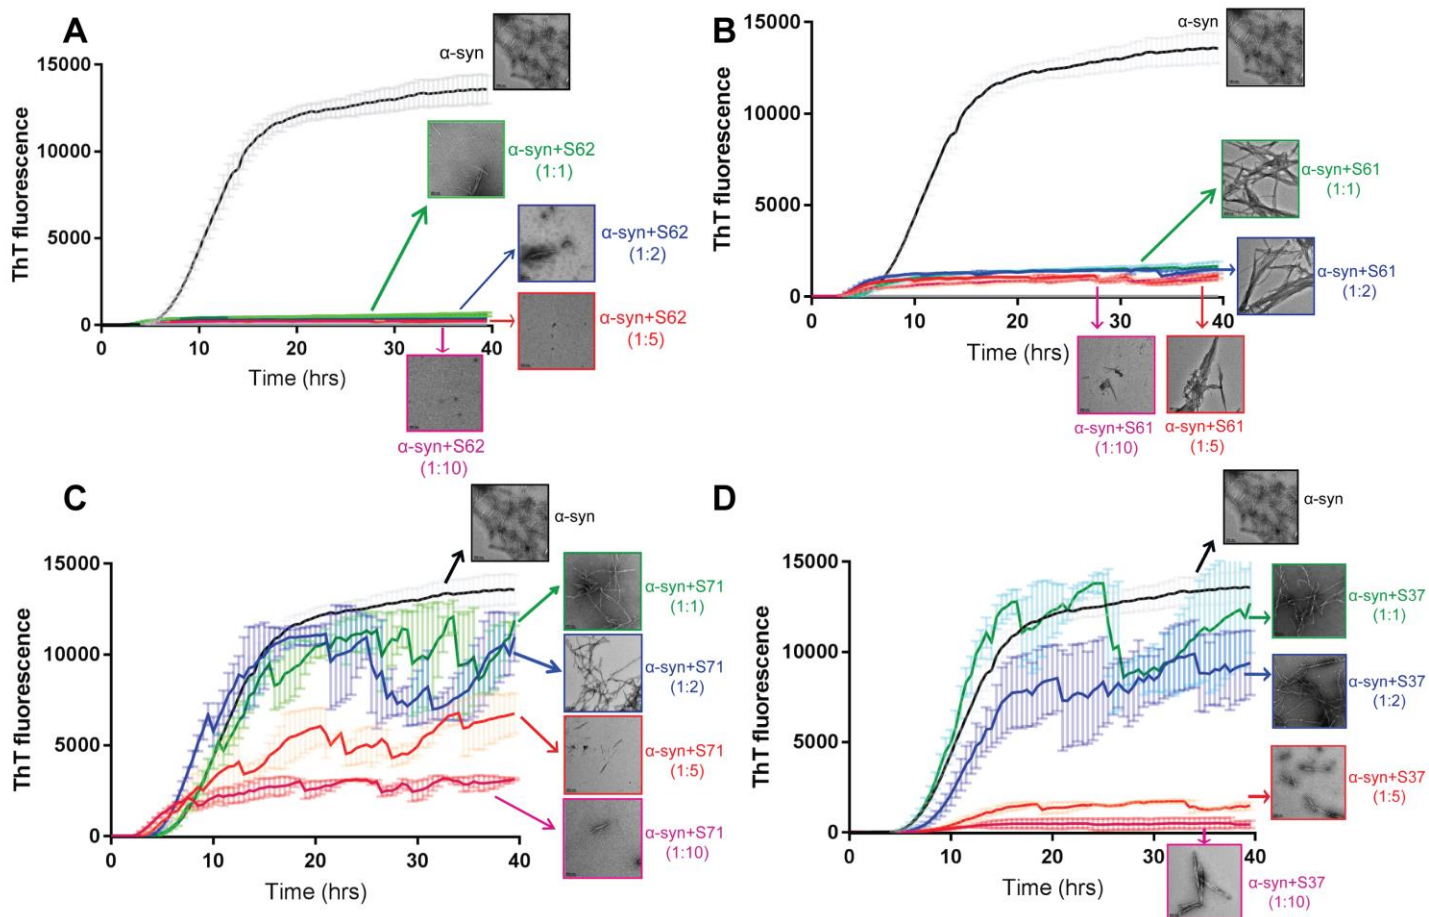 A
α-syn
15000
10000
5000
0
ThT fluorescence
α-syn+S62
(1:1)
α-syn+S62
(1:2)
α-syn+S62
(1:5)
0
10
20
30
40
Time (hrs)
α-syn+S62
(1:10)
B
α-syn
15000
10000
5000
0
ThT fluorescence
α-syn+S61
(1:1)
α-syn+S61
(1:2)
0
10
20
30
40
Time (hrs)
α-syn+S61
(1:10)
α-syn+S61
(1:5)
C
α-syn
15000
10000
5000
0
ThT fluorescence
α-syn+S71
(1:1)
α-syn+S71
(1:2)
α-syn+S71
(1:5)
α-syn+S71
(1:10)
0
10
20
30
40
Time (hrs)
D
α-syn
15000
10000
5000
0
ThT fluorescence
α-syn+S37
(1:1)
α-syn+S37
(1:2)
α-syn+S37
(1:5)
0
10
20
30
40
Time (hrs)
α-syn+S37
(1:10)